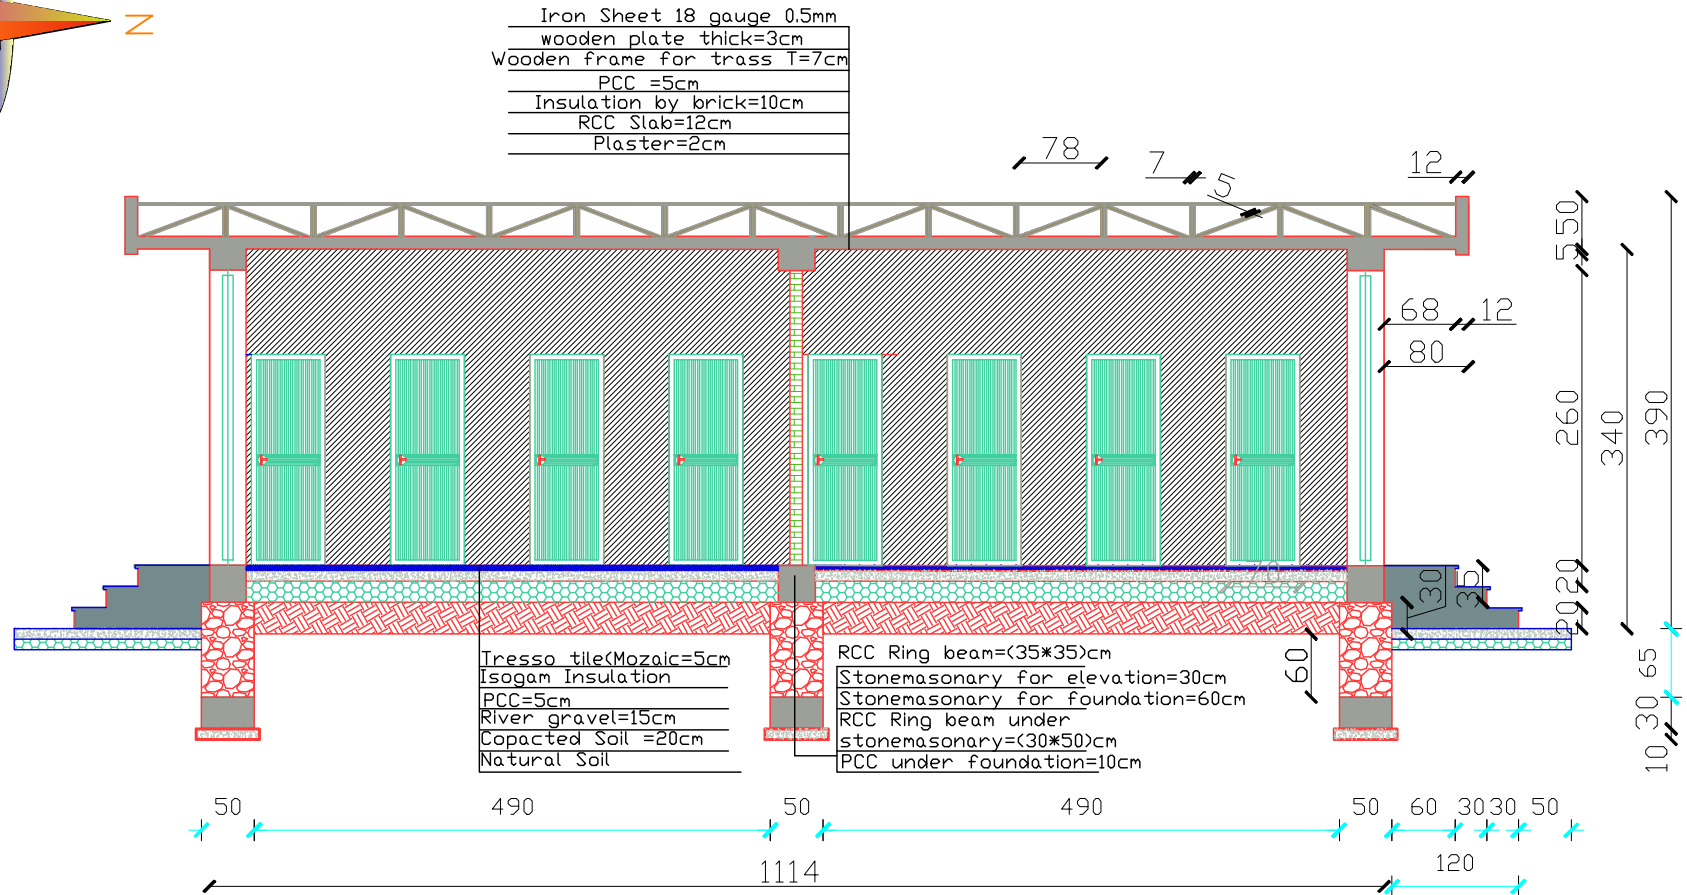 N
Iron Sheet 18 gauge 0.5mm
wooden plate thick=3cm
Wooden frame for trass T=7cm
PCC =5cm
Insulation by brick=10cm
RCC Slab=12cm
Plaster=2cm
78
7
5
12
50
5
68
12
80
260
340
390
70
30
35
20
20
60
65
30
10
Tresso tile(Mozaic=5cm
Isogam Insulation
PCC=5cm
River gravel=15cm
Copacted Soil =20cm
Natural Soil
RCC Ring beam=(35*35)cm
Stonemasonary for elevation=30cm
Stonemasonary for foundation=60cm
RCC Ring beam under
stonemasonary=(30*50)cm
PCC under foundation=10cm
50
490
50
490
50
60
30
30
50
1114
120